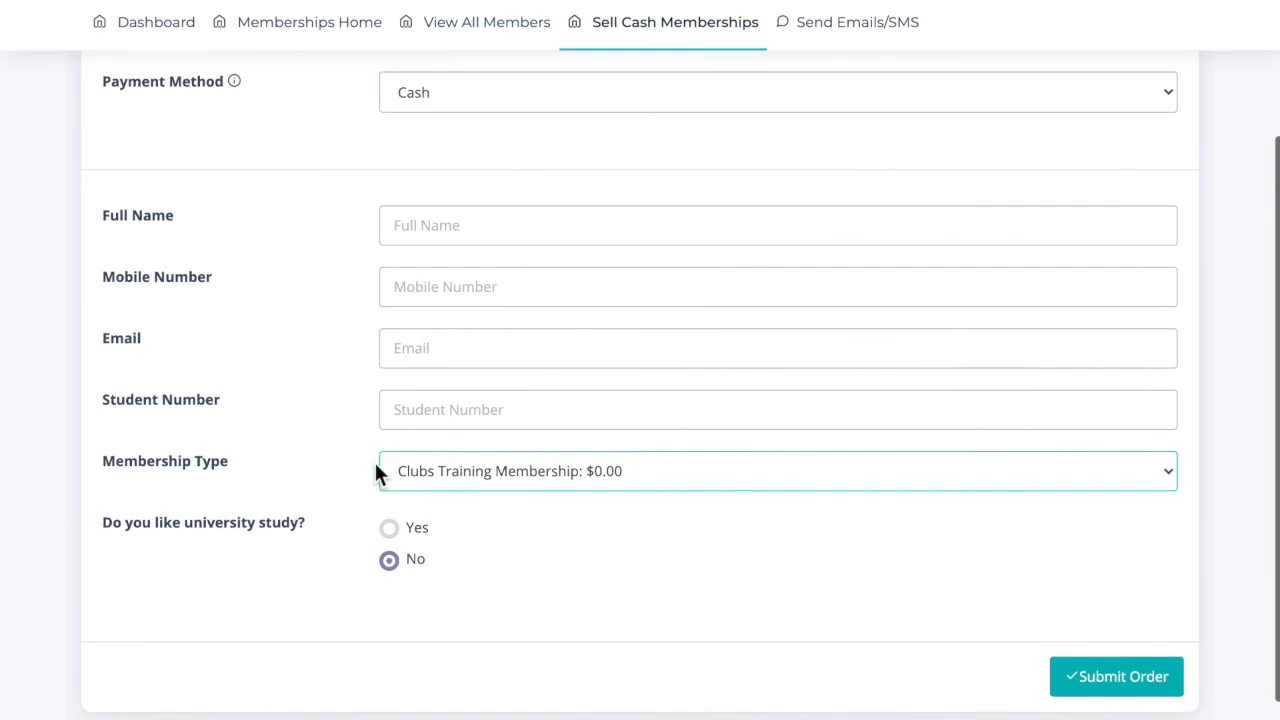 Dashboard Memberships Home View All Members Sell Cash Memberships Send Emails/SMS
Payment Method
Cash
Full Name
Full Name
Mobile Number
Mobile Number
Email
Email
Student Number
Student Number
Membership Type
Clubs Training Membership: $0.00
Do you like university study?
Yes
No
Submit Order